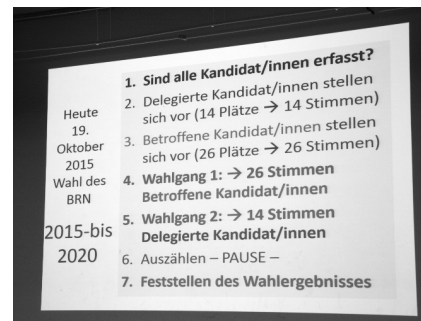 Heute
19.
Oktober
2015
Wahl des
BRN
2015-bis
2020
1. Sind alle Kandidat/innen erfasst?
2. Delegierte Kandidat/innen stellen
sich vor (14 Plätze → 14 Stimmen)
3. Betroffene Kandidat/innen stellen
sich vor (26 Plätze → 26 Stimmen)
4. Wahlgang 1: → 26 Stimmen
Betroffene Kandidat/innen
5. Wahlgang 2: → 14 Stimmen
Delegierte Kandidat/innen
6. Auszählen – PAUSE –
7. Feststellen des Wahlergebnisses